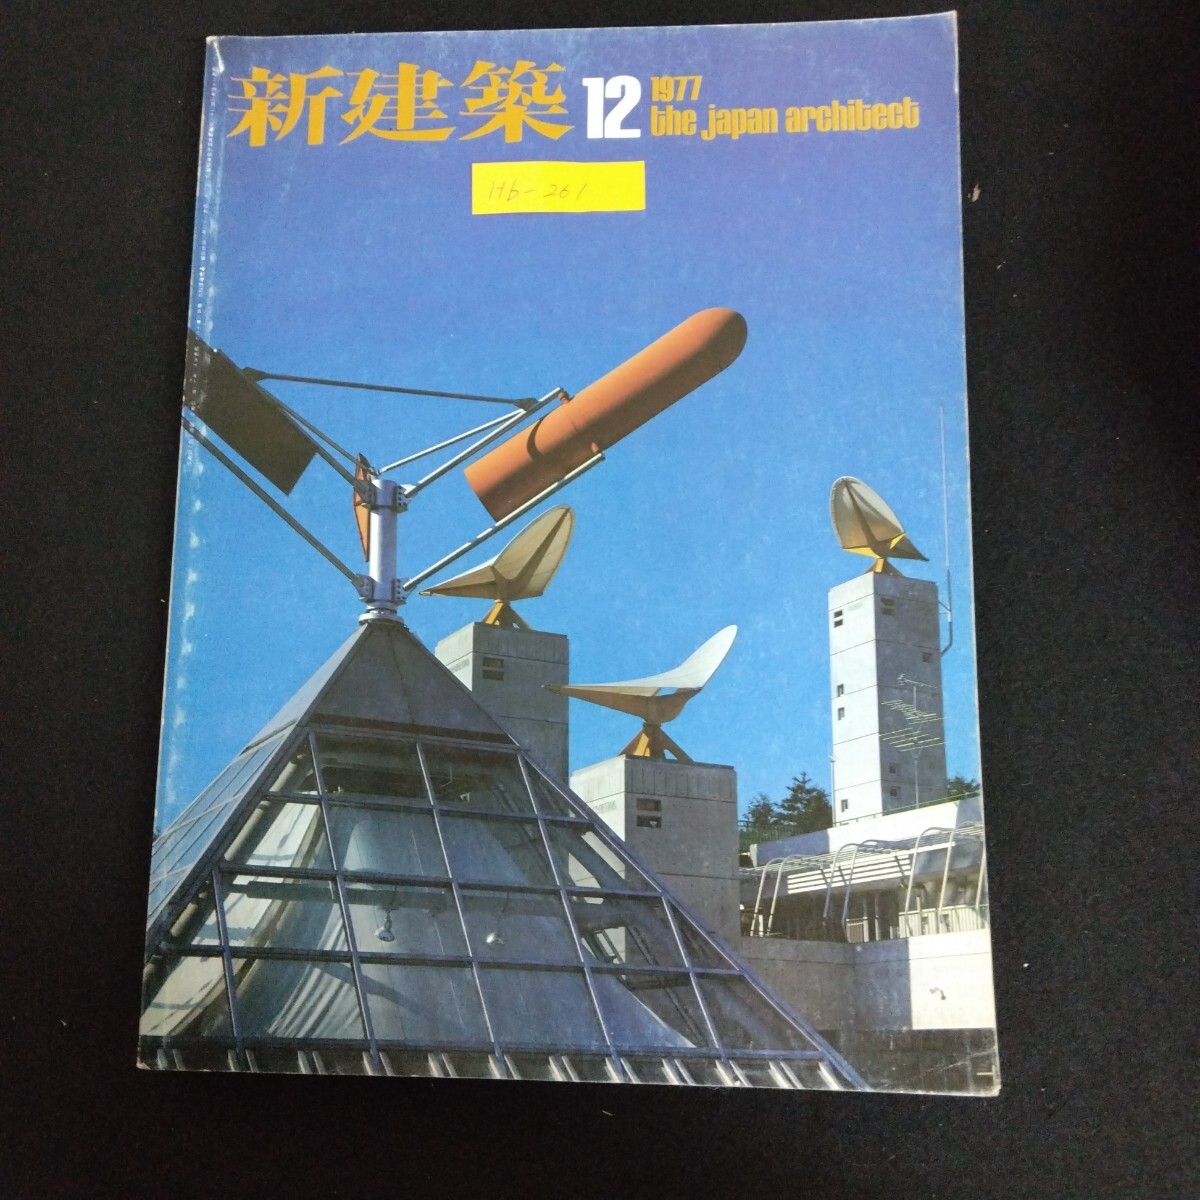 新建築 12 1977
the japan architect
Hb-261